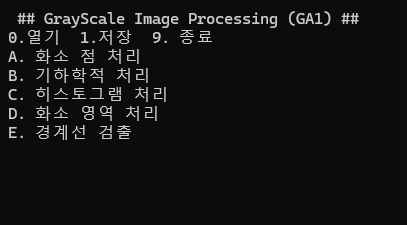 ## GrayScale Image Processing (GA1) ##
0.열기  1.저장  9. 종료
A. 화소 점 처리
B. 기하학적 처리
C. 히스토그램 처리
D. 화소 영역 처리
E. 경계선 검출